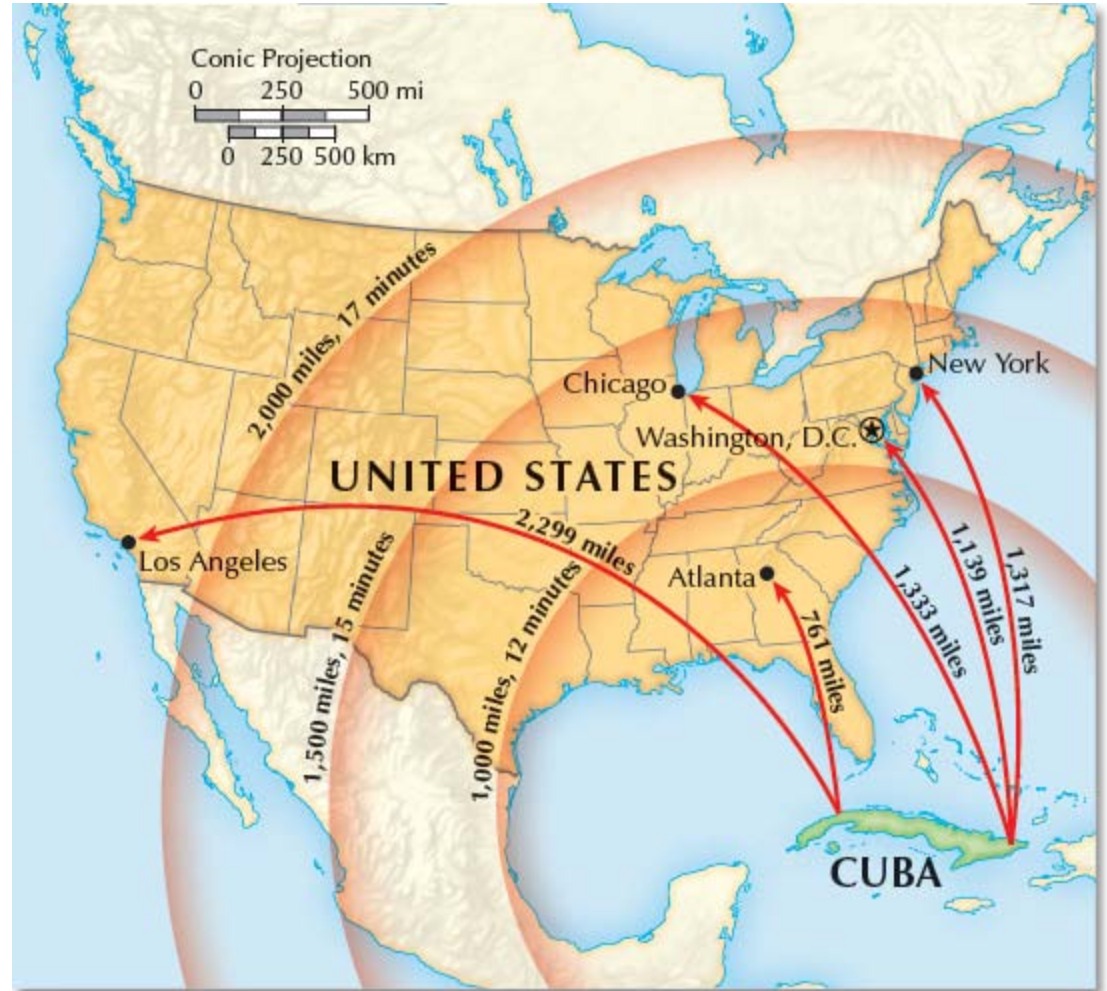 Conic Projection
0 250 500 mi
0 250 500 km
2,000 miles, 17 minutes
Chicago
New York
Washington, D.C.
UNITED STATES
2,299 miles
Los Angeles
1,500 miles, 15 minutes
1,000 miles, 12 minutes
Atlanta
761 miles
1,333 miles
1,139 miles
1,317 miles
CUBA